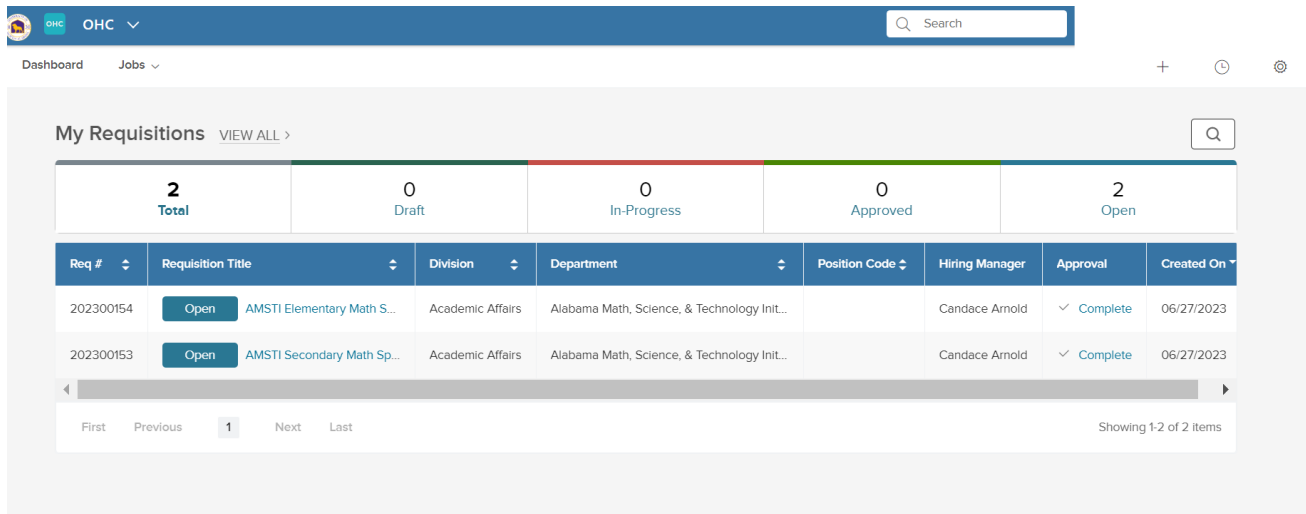 OHC OHC Search
Dashboard Jobs
My Requisitions VIEW ALL >
2 0 0 0 2
Total Draft In-Progress Approved Open
Req # Requisition Title Division Department Position Code Hiring Manager Approval Created On
202300154 Open AMSTI Elementary Math S... Academic Affairs Alabama Math, Science, & Technology Init... Candace Arnold Complete 06/27/2023
202300153 Open AMSTI Secondary Math Sp... Academic Affairs Alabama Math, Science, & Technology Init... Candace Arnold Complete 06/27/2023
First Previous 1 Next Last Showing 1-2 of 2 items